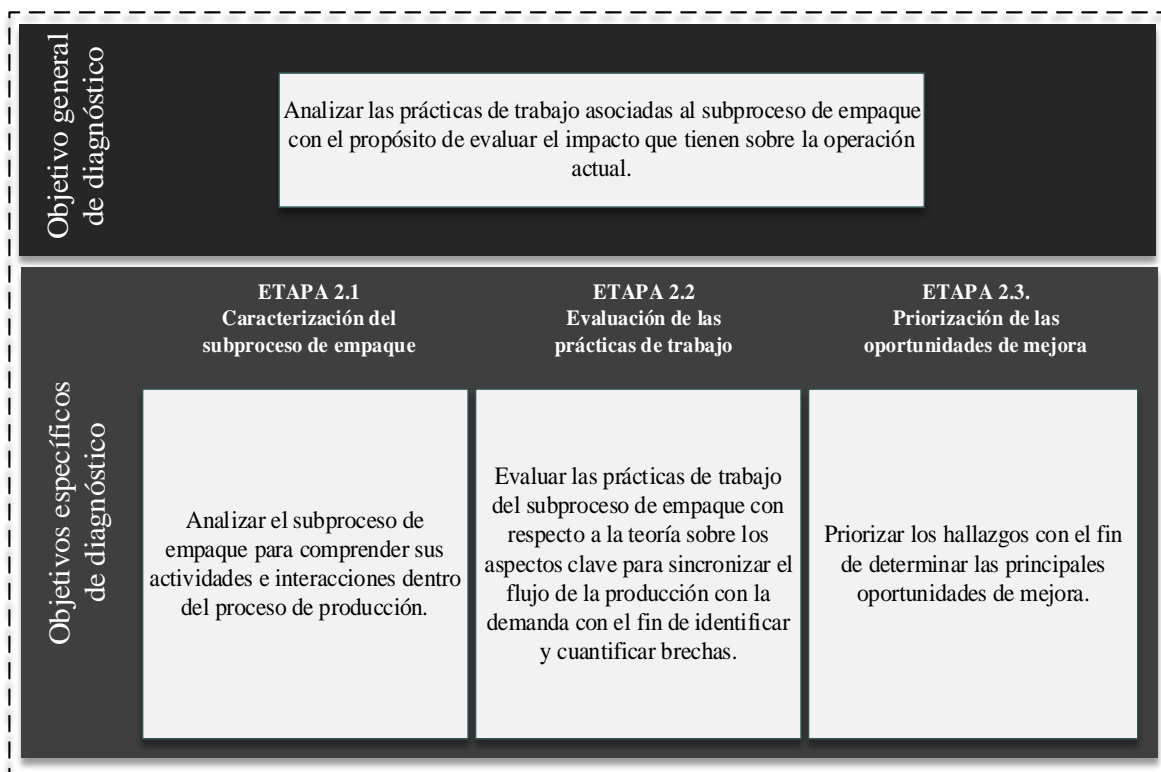 Objetivo general
de diagnóstico
Analizar las prácticas de trabajo asociadas al subproceso de empaque
con el propósito de evaluar el impacto que tienen sobre la operación
actual.
Objetivos específicos
de diagnóstico
ETAPA 2.1
Caracterización del
subproceso de empaque
Analizar el subproceso de
empaque para comprender sus
actividades e interacciones dentro
del proceso de producción.
ETAPA 2.2
Evaluación de las
prácticas de trabajo
Evaluar las prácticas de trabajo
del subproceso de empaque con
respecto a la teoría sobre los
aspectos clave para sincronizar el
flujo de la producción con la
demanda con el fin de identificar
y cuantificar brechas.
ETAPA 2.3.
Priorización de las
oportunidades de mejora
Priorizar los hallazgos con el fin
de determinar las principales
oportunidades de mejora.